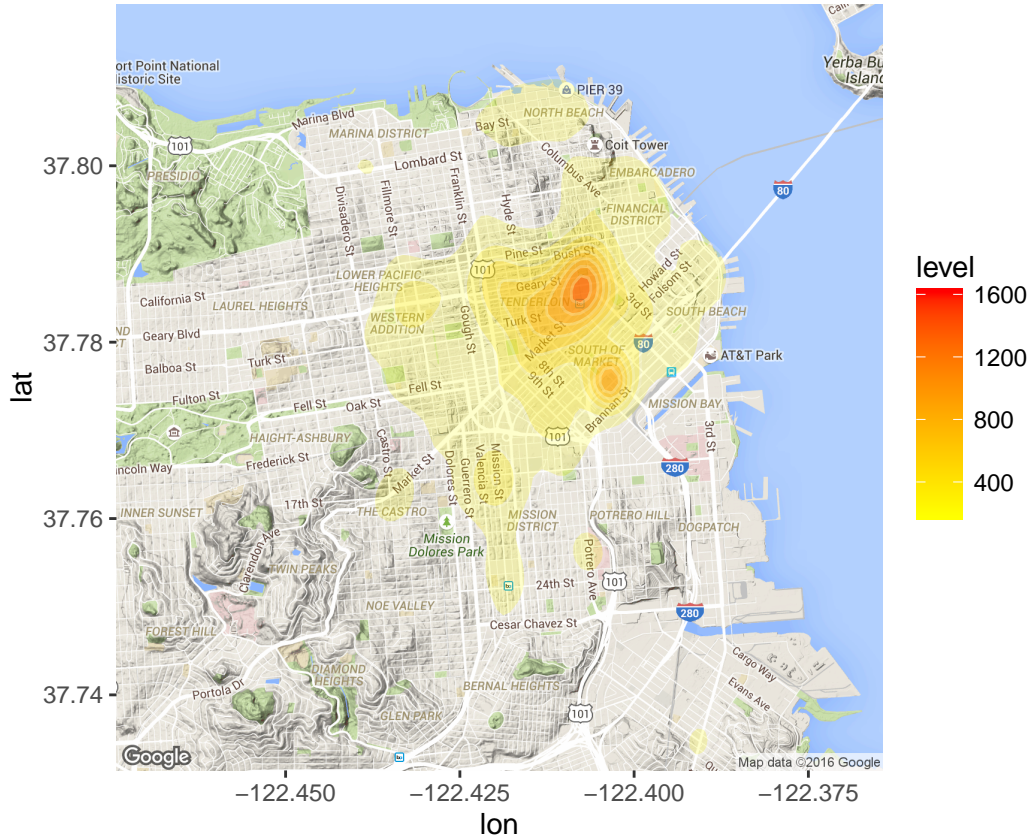 ort Point National
istoric Site
101
Marina Blvd
MARINA DISTRICT
Lombard St
PRESIDIO
PIER 39
NORTH BEACH
Bay St
Coit Tower
Columbus Ave
EMBARCADERO
FINANCIAL
DISTRICT
Yerba Bu
Island
80
Divisadero St
Fillmore St
Franklin St
Hyde St
Pine St
Bush St
101
Geary St
TENDERLOIN
Turk St
Market St
8th St
9th St
3rd St
Howard St
Folsom St
SOUTH BEACH
80
SOUTH OF
MARKET
AT&T Park
LOWER PACIFIC
HEIGHTS
California St
LAUREL HEIGHTS
WESTERN
ADDITION
Gough St
Geary Blvd
Turk St
Balboa St
Fulton St
Fell St
Fell St
Oak St
Brannan St
MISSION BAY
3rd St
HAIGHT-ASHBURY
incoln Way
Frederick St
Castro St
Market St
Dolores St
Guerrero St
Valencia St
Mission St
101
280
17th St
INNER SUNSET
THE CASTRO
Mission
Dolores Park
MISSION
DISTRICT
POTRERO HILL
DOGPATCH
Clarendon Ave
TWIN PEAKS
24th St
Potrero Ave
101
280
NOE VALLEY
Cesar Chavez St
FOREST HILL
DIAMOND
HEIGHTS
Portola Dr
BERNAL HEIGHTS
GLEN PARK
101
Cargo Way
Evans Ave
Google
Map data ©2016 Google
lat
37.80
37.78
37.76
37.74
−122.450
−122.425
−122.400
−122.375
lon
level
1600
1200
800
400